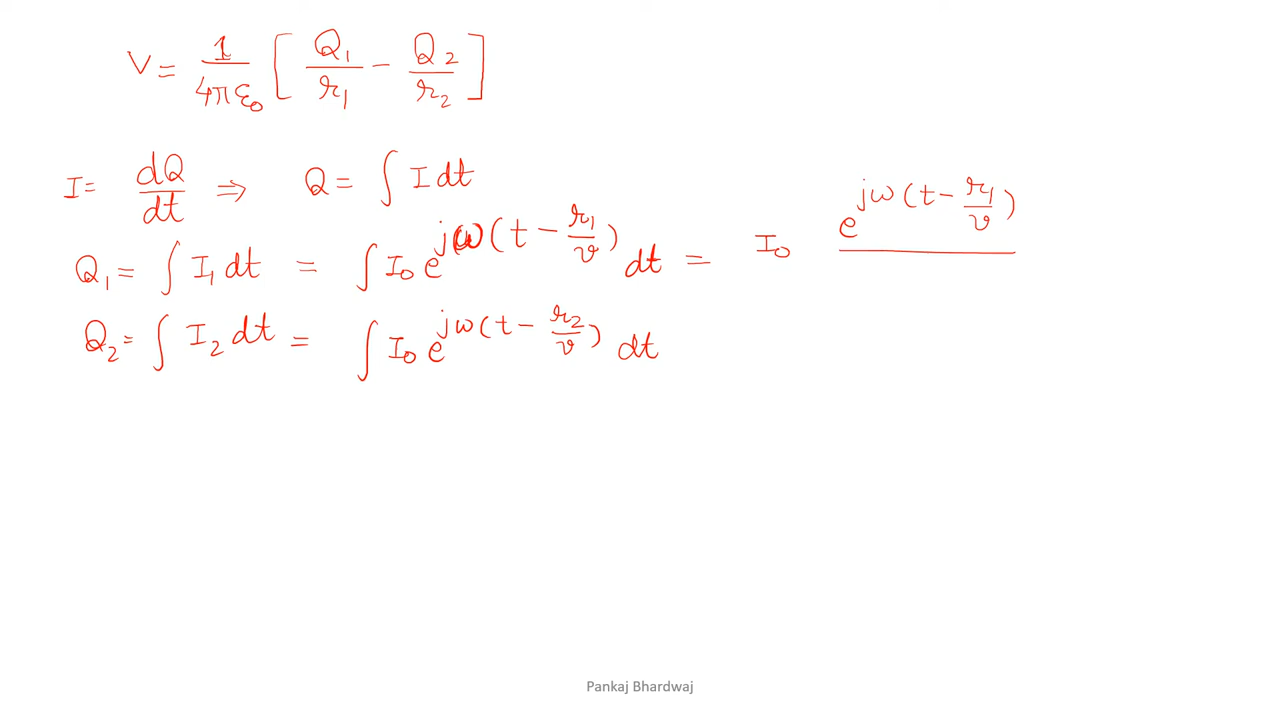 V = 1/4πε₀ [ Q₁/r₁ − Q₂/r₂ ]
I = dQ/dt ⇒ Q = ∫ I dt
Q₁ = ∫ I₁ dt = ∫ I₀ e^{jω(t − r₁/v)} dt = I₀ e^{jω(t − r₁/v)}
Q₂ = ∫ I₂ dt = ∫ I₀ e^{jω(t − r₂/v)} dt
Pankaj Bhardwaj